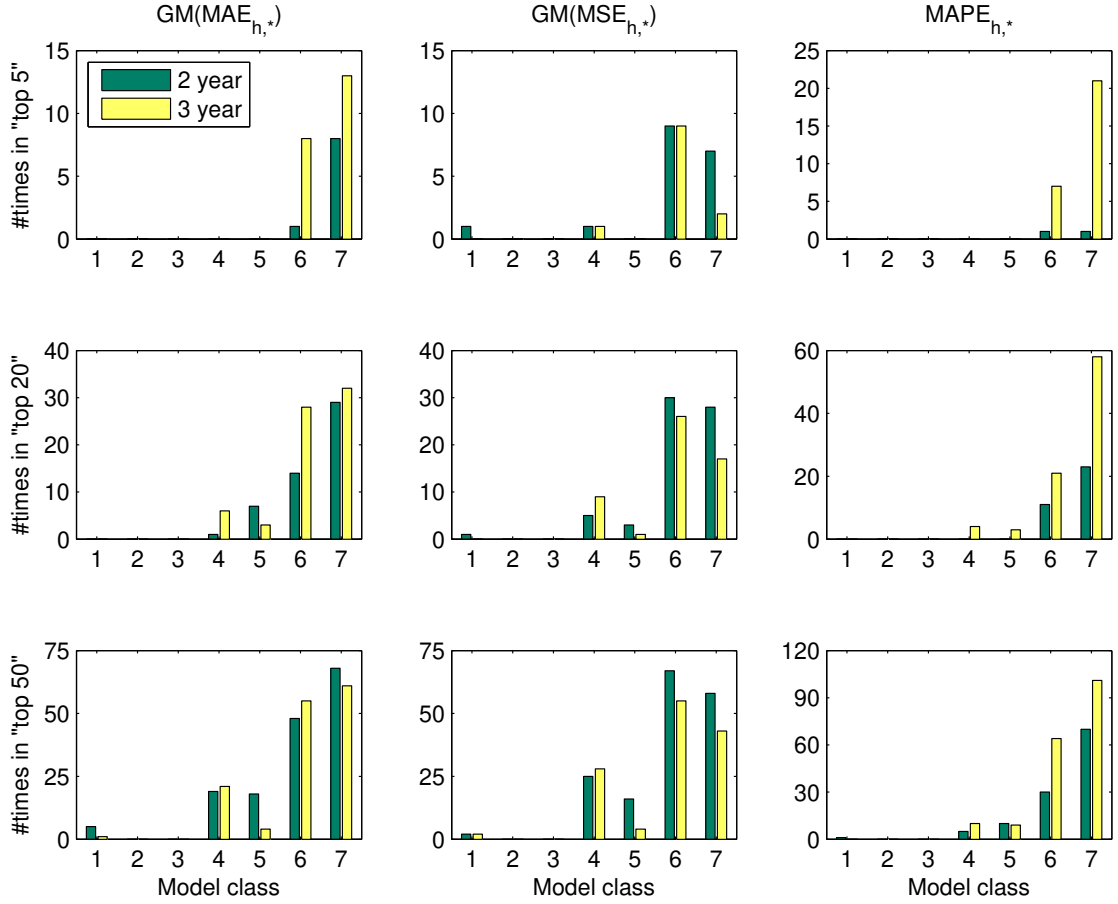 GM(MAE_h,*) GM(MSE_h,*) MAPE_h,*
#times in "top 5"
15 10 5 0
2 year
3 year
1 2 3 4 5 6 7
15 10 5 0
1 2 3 4 5 6 7
25 20 15 10 5 0
1 2 3 4 5 6 7
#times in "top 20"
40 30 20 10 0
1 2 3 4 5 6 7
40 30 20 10 0
1 2 3 4 5 6 7
60 40 20 0
1 2 3 4 5 6 7
#times in "top 50"
75 50 25 0
1 2 3 4 5 6 7
Model class
75 50 25 0
1 2 3 4 5 6 7
Model class
120 90 60 30 0
1 2 3 4 5 6 7
Model class